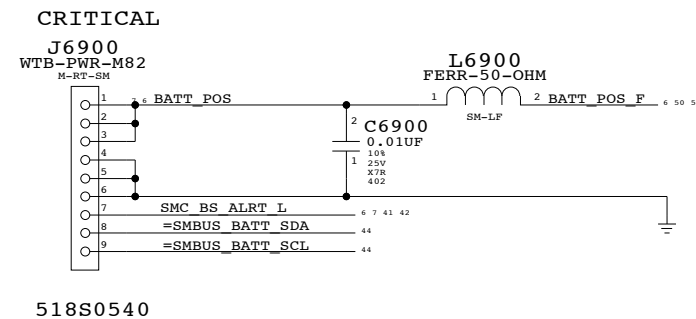 CRITICAL
J6900
WTB-PWR-M82
M-RT-SM
L6900
FERR-50-OHM
1 7 6 BATT_POS 1 2 BATT_POS_F 6 50 5
SM-LF
2
2 C6900
0.01UF
3
10%
1 25V
4
X7R
402
5
6
7 SMC_BS_ALRT_L 6 7 41 42
8 =SMBUS_BATT_SDA 44
9 =SMBUS_BATT_SCL 44
518S0540